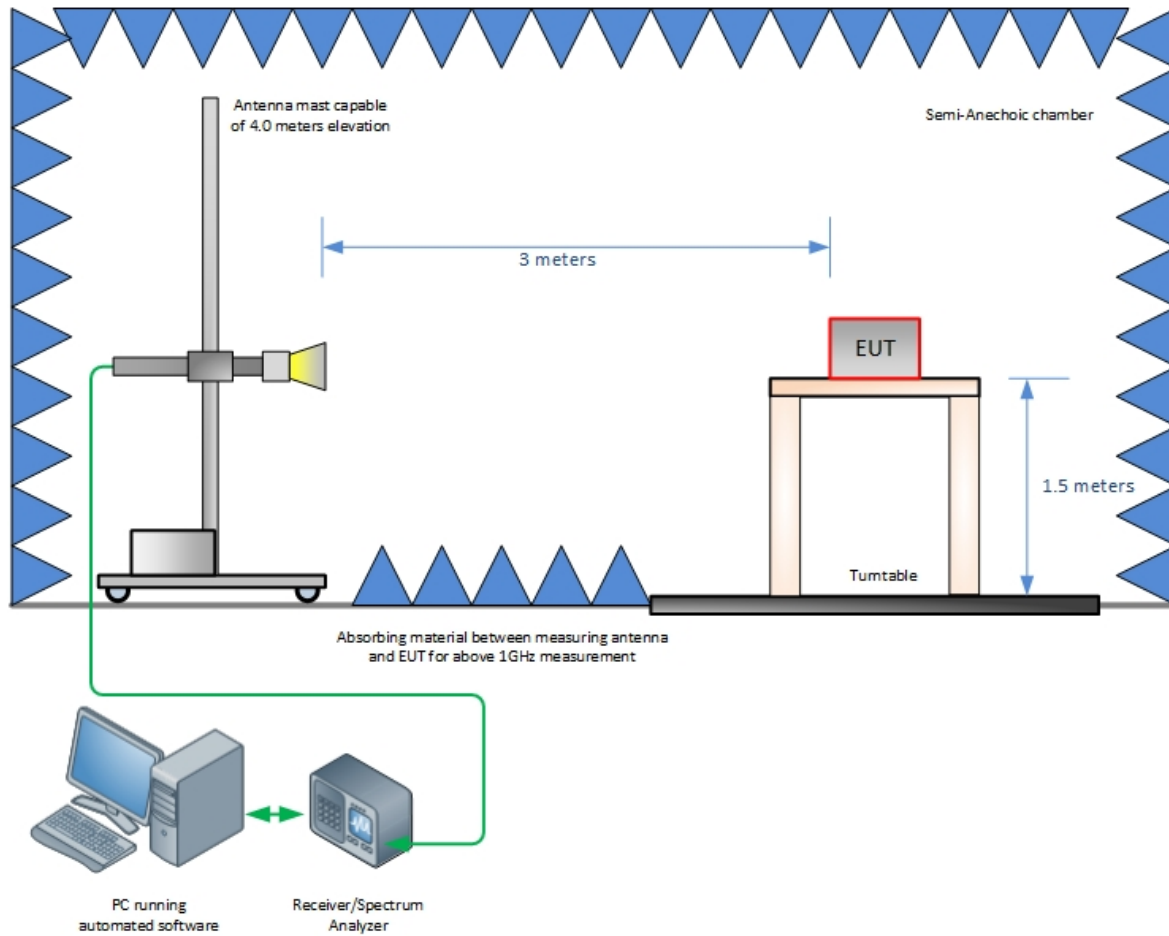 Antenna mast capable
of 4.0 meters elevation
Semi-Anechoic chamber
3 meters
EUT
1.5 meters
Turntable
Absorbing material between measuring antenna
and EUT for above 1GHz measurement
PC running
automated software
Receiver/Spectrum
Analyzer